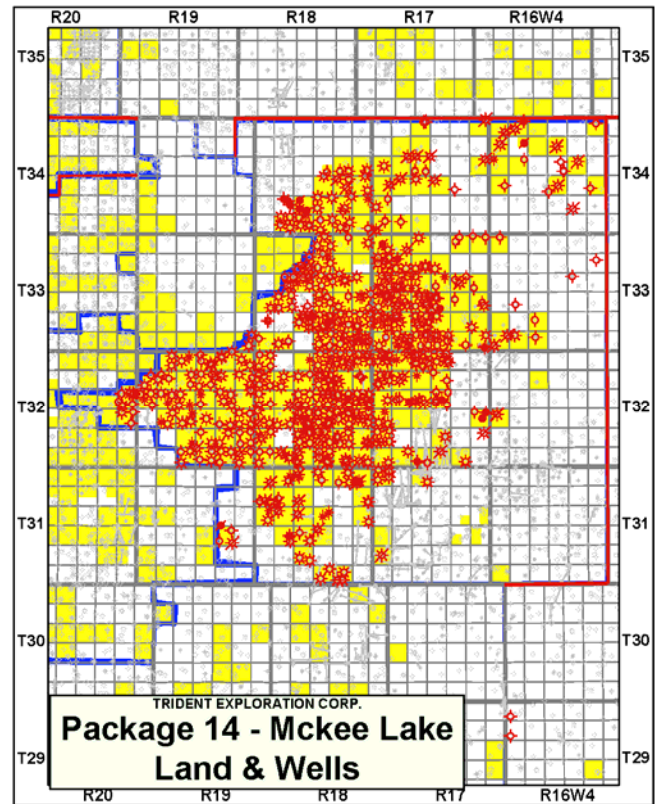 R20 R19 R18 R17 R16W4
T35 T35
T34 T34
T33 T33
T32 T32
T31 T31
T30 T30
TRIDENT EXPLORATION CORP.
Package 14 - Mckee Lake
Land & Wells
T29 T29
R20 R19 R18 R17 R16W4